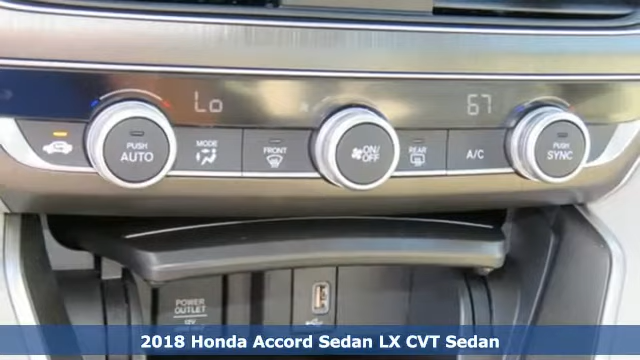 Lo
67
PUSH
AUTO
MODE
FRONT
ON/
OFF
REAR
A/C
PUSH
SYNC
POWER
OUTLET
12V
2018 Honda Accord Sedan LX CVT Sedan